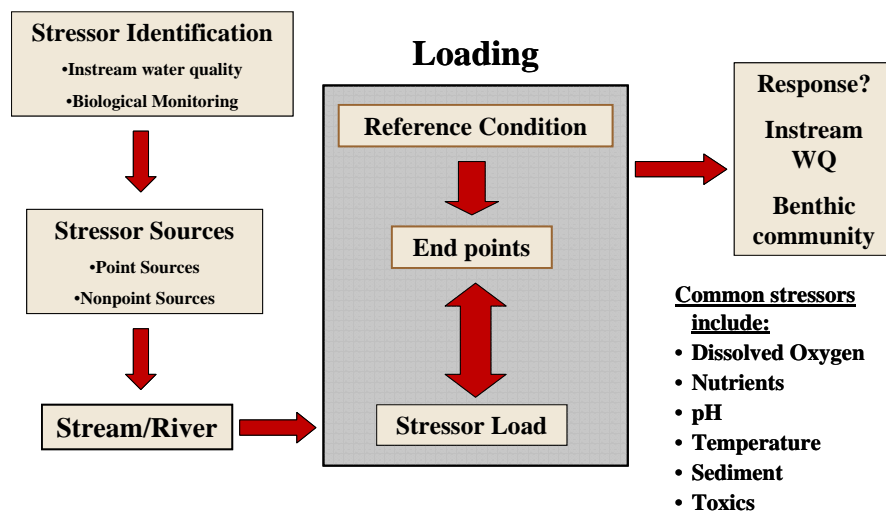 Stressor Identification
•Instream water quality
•Biological Monitoring
Stressor Sources
•Point Sources
•Nonpoint Sources
Stream/River
Loading
Reference Condition
End points
Stressor Load
Response?
Instream
WQ
Benthic
community
Common stressors
include:
• Dissolved Oxygen
• Nutrients
• pH
• Temperature
• Sediment
• Toxics